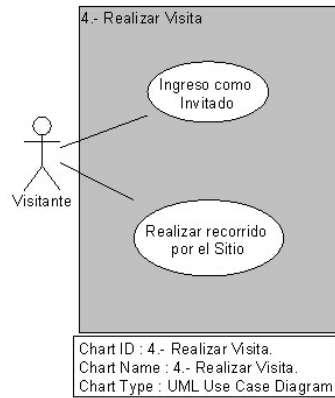 4.- Realizar Visita
Ingreso como
Invitado
Visitante
Realizar recorrido
por el Sitio
Chart ID : 4.- Realizar Visita.
Chart Name : 4.- Realizar Visita.
Chart Type : UML Use Case Diagram